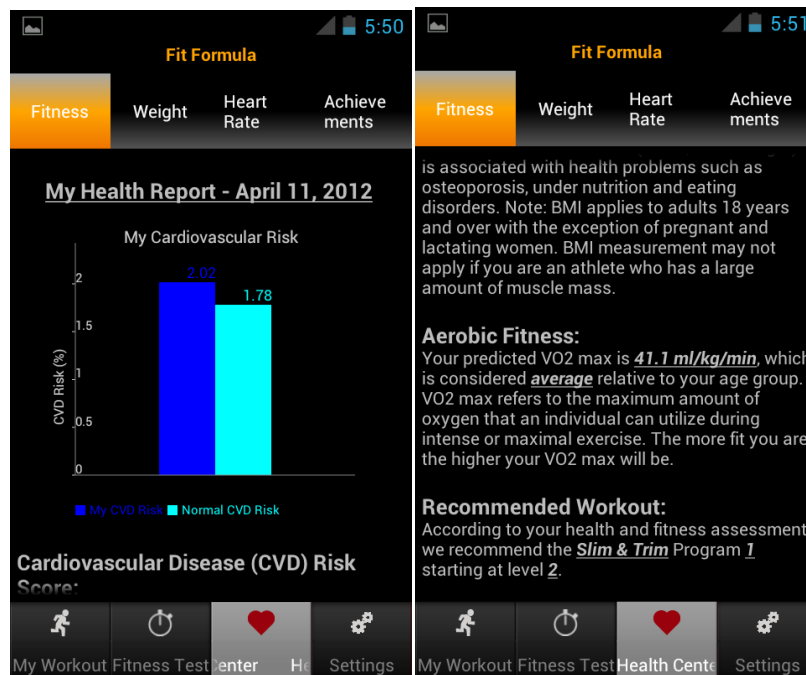 5:50
Fit Formula
Fitness
Weight
Heart
Rate
Achieve
ments
My Health Report - April 11, 2012
My Cardiovascular Risk
2.02
1.78
2
1.5
1
0.5
0
CVD Risk (%)
My CVD Risk Normal CVD Risk
Cardiovascular Disease (CVD) Risk
Score:
My Workout Fitness Test Center He Settings
5:51
Fit Formula
Fitness
Weight
Heart
Rate
Achieve
ments
is associated with health problems such as
osteoporosis, under nutrition and eating
disorders. Note: BMI applies to adults 18 years
and over with the exception of pregnant and
lactating women. BMI measurement may not
apply if you are an athlete who has a large
amount of muscle mass.
Aerobic Fitness:
Your predicted VO2 max is 41.1 ml/kg/min, which
is considered average relative to your age group.
VO2 max refers to the maximum amount of
oxygen that an individual can utilize during
intense or maximal exercise. The more fit you are
the higher your VO2 max will be.
Recommended Workout:
According to your health and fitness assessment
we recommend the Slim & Trim Program 1
starting at level 2.
My Workout Fitness Test Health Cente Settings